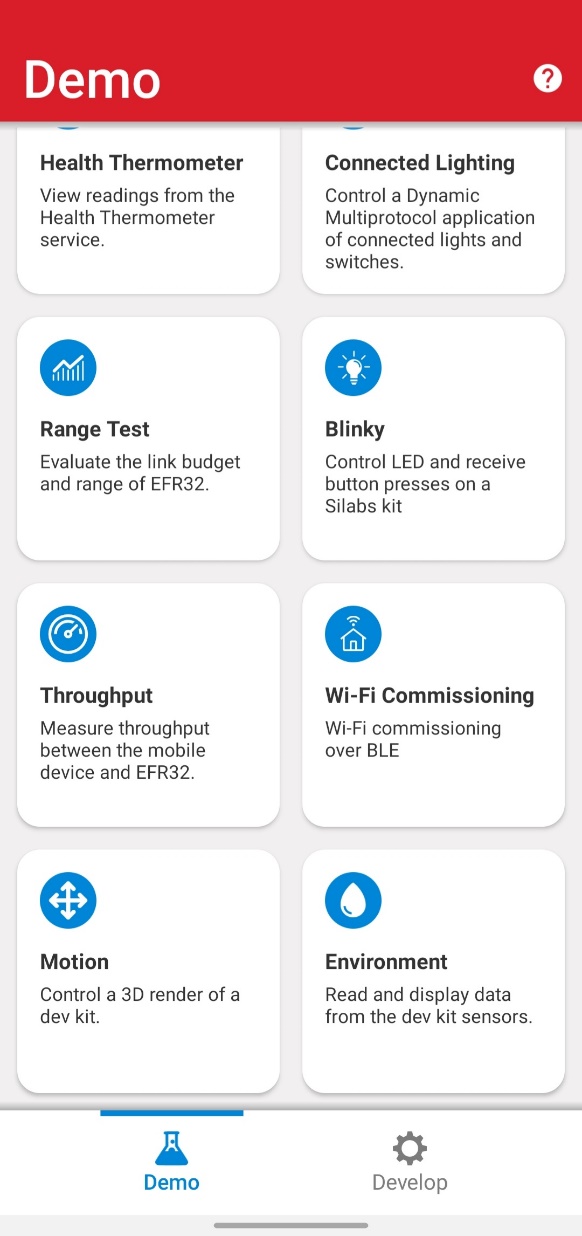 Demo
Health Thermometer
View readings from the
Health Thermometer
service.
Connected Lighting
Control a Dynamic
Multiprotocol application
of connected lights and
switches.
Range Test
Evaluate the link budget
and range of EFR32.
Blinky
Control LED and receive
button presses on a
Silabs kit
Throughput
Measure throughput
between the mobile
device and EFR32.
Wi-Fi Commissioning
Wi-Fi commissioning
over BLE
Motion
Control a 3D render of a
dev kit.
Environment
Read and display data
from the dev kit sensors.
Demo
Develop